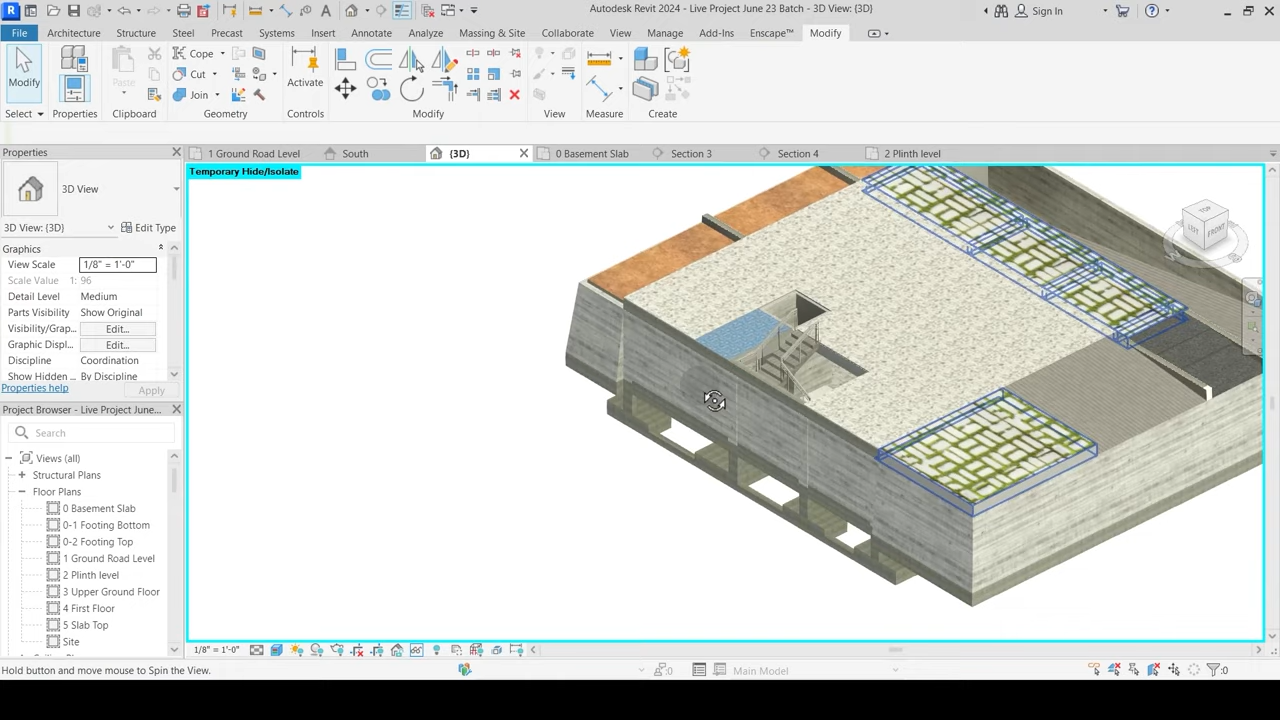 Autodesk Revit 2024 - Live Project June 23 Batch - 3D View: {3D}
Sign In
File Architecture Structure Steel Precast Systems Insert Annotate Analyze Massing & Site Collaborate View Manage Add-Ins Enscape™ Modify
Modify
Paste
Cope
Cut
Join
Activate
Select Properties Clipboard Geometry Controls Modify View Measure Create
Properties
1 Ground Road Level South {3D} 0 Basement Slab Section 3 Section 4 2 Plinth level
Temporary Hide/Isolate
3D View
3D View: {3D} Edit Type
Graphics
View Scale 1/8" = 1'-0"
Scale Value 1: 96
Detail Level Medium
Parts Visibility Show Original
Visibility/Grap... Edit...
Graphic Displ... Edit...
Discipline Coordination
Show Hidden ... By Discipline
Properties help Apply
Project Browser - Live Project June...
Search
Views (all)
Structural Plans
Floor Plans
0 Basement Slab
0-1 Footing Bottom
0-2 Footing Top
1 Ground Road Level
2 Plinth level
3 Upper Ground Floor
4 First Floor
5 Slab Top
Site
TOP
LEFT
FRONT
W
S
1/8" = 1'-0"
Hold button and move mouse to Spin the View.
:0
Main Model
:0